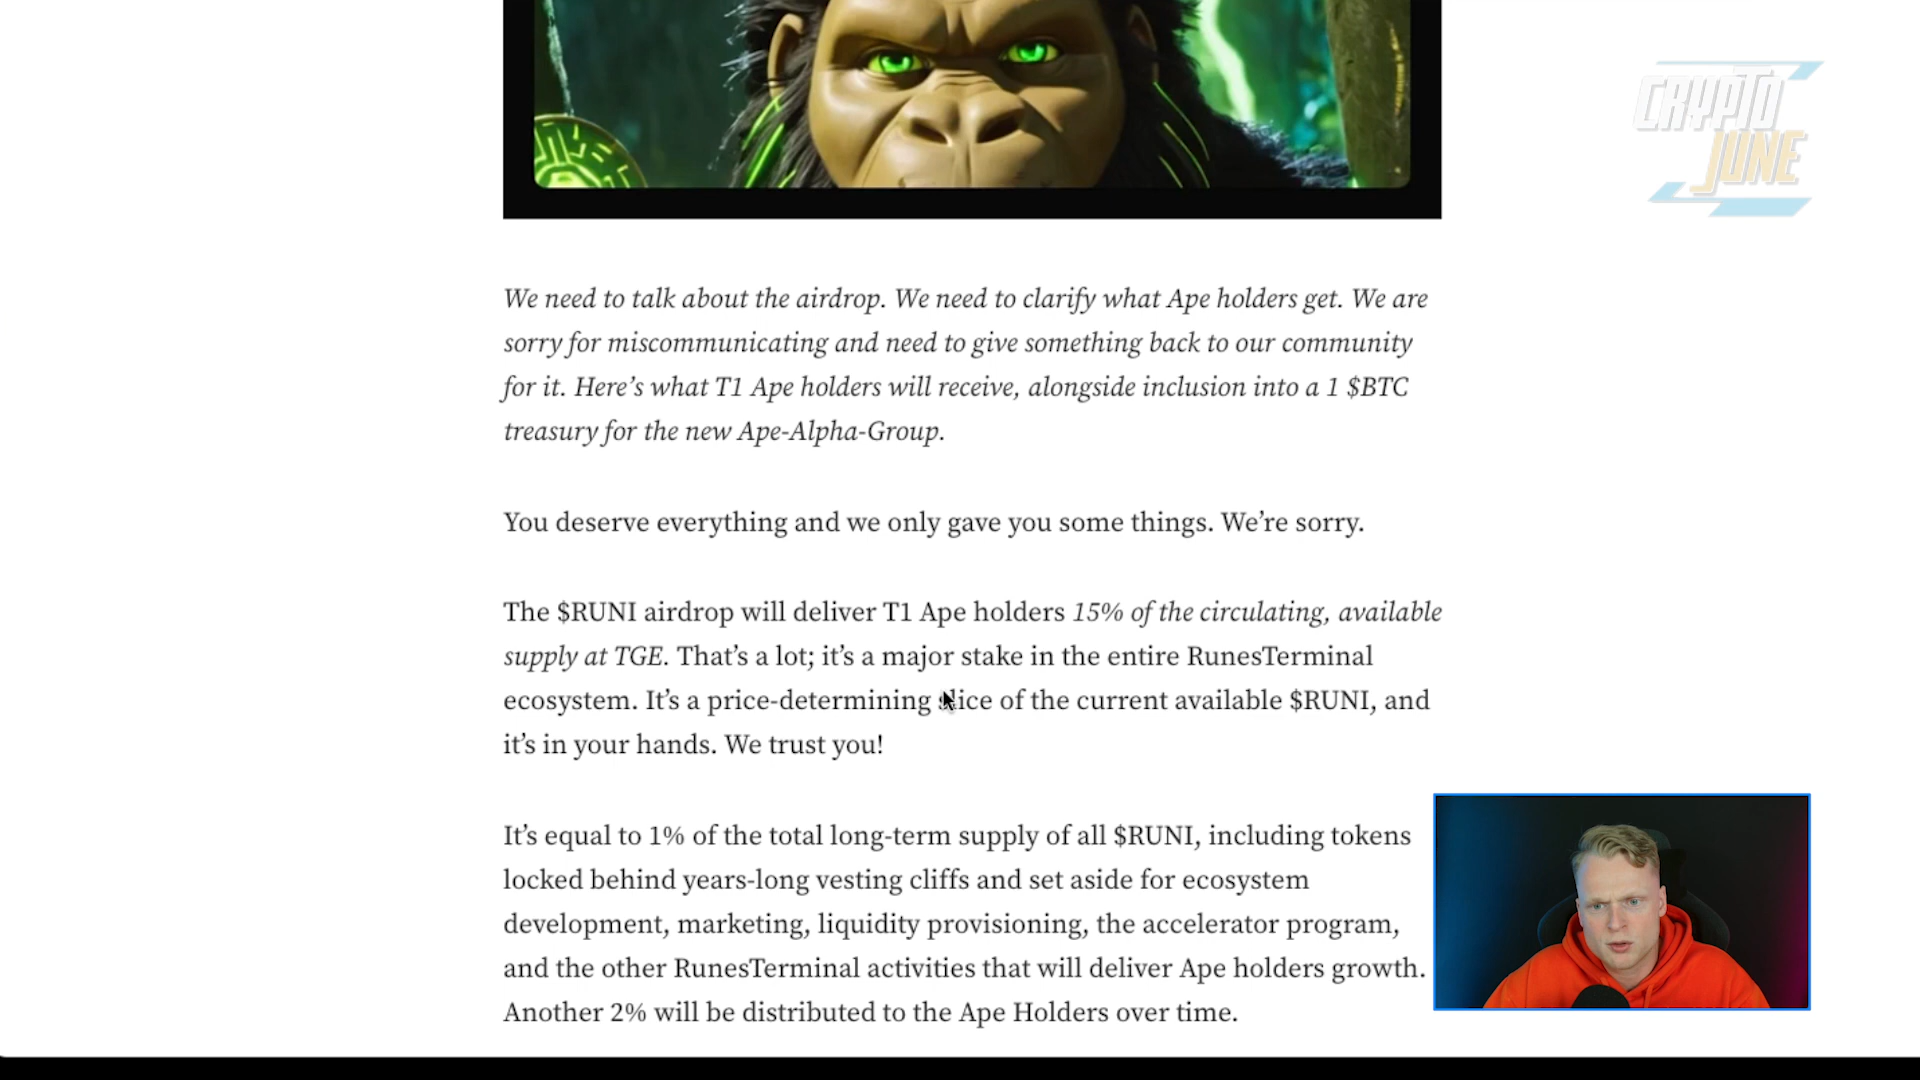 CRYPTO
JUNE
We need to talk about the airdrop. We need to clarify what Ape holders get. We are
sorry for miscommunicating and need to give something back to our community
for it. Here’s what T1 Ape holders will receive, alongside inclusion into a 1 $BTC
treasury for the new Ape-Alpha-Group.
You deserve everything and we only gave you some things. We’re sorry.
The $RUNI airdrop will deliver T1 Ape holders 15% of the circulating, available
supply at TGE. That’s a lot; it’s a major stake in the entire RunesTerminal
ecosystem. It’s a price-determining slice of the current available $RUNI, and
it’s in your hands. We trust you!
It’s equal to 1% of the total long-term supply of all $RUNI, including tokens
locked behind years-long vesting cliffs and set aside for ecosystem
development, marketing, liquidity provisioning, the accelerator program,
and the other RunesTerminal activities that will deliver Ape holders growth.
Another 2% will be distributed to the Ape Holders over time.